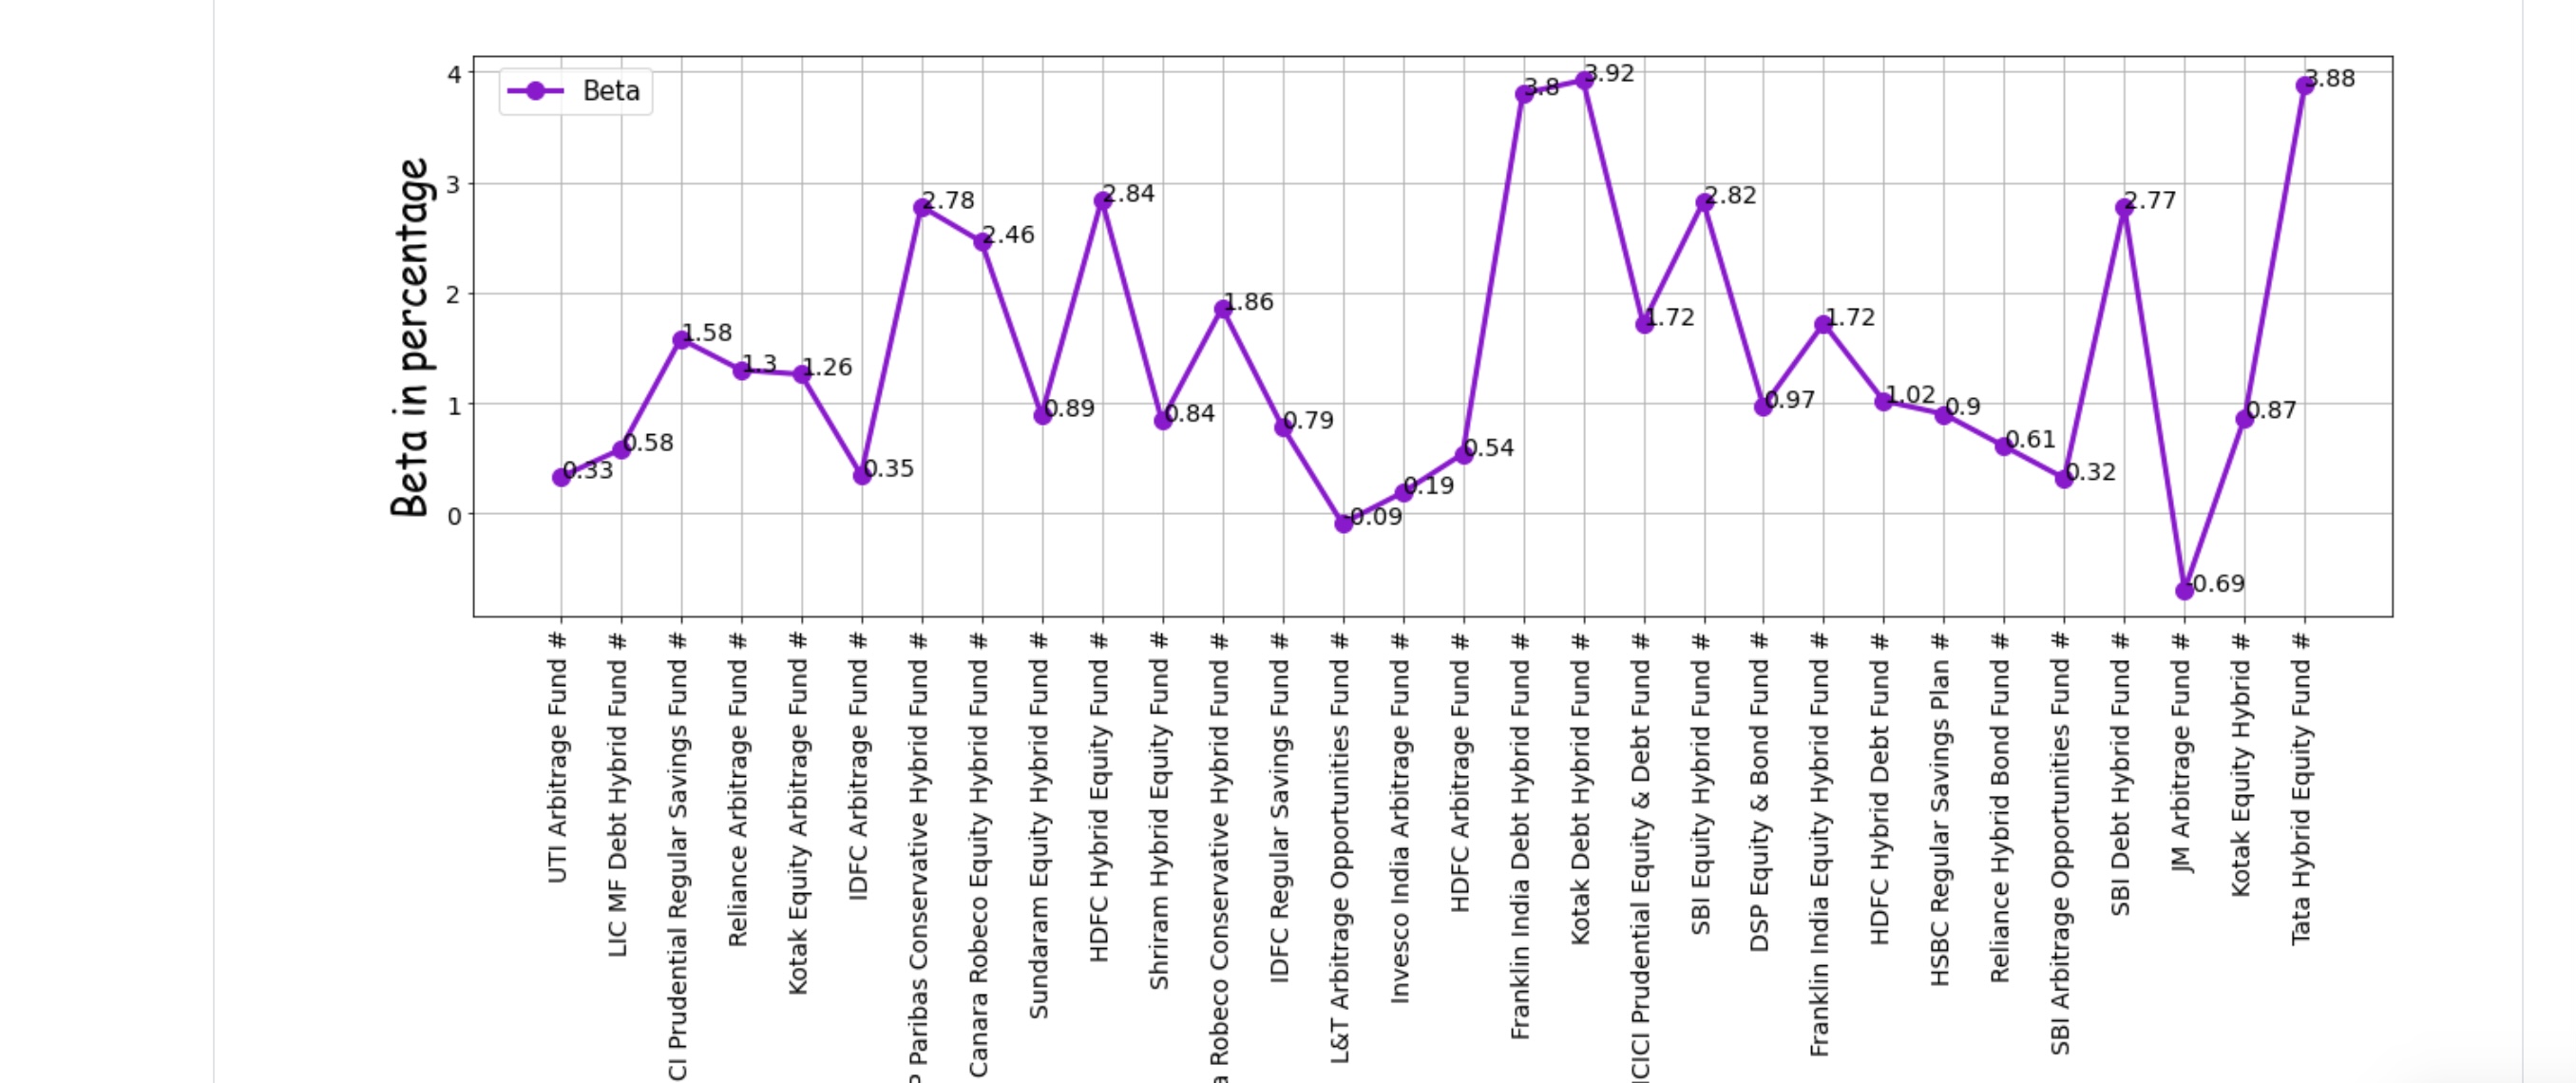 Beta
Beta in percentage
4
3
2
1
0
0.33
0.58
1.58
1.3
1.26
0.35
2.78
2.46
0.89
2.84
0.84
1.86
0.79
-0.09
0.19
0.54
3.8
3.92
1.72
2.82
0.97
1.72
1.02
0.9
0.61
0.32
2.77
-0.69
0.87
3.88
UTI Arbitrage Fund #
LIC MF Debt Hybrid Fund #
CI Prudential Regular Savings Fund #
Reliance Arbitrage Fund #
Kotak Equity Arbitrage Fund #
IDFC Arbitrage Fund #
P Paribas Conservative Hybrid Fund #
Canara Robeco Equity Hybrid Fund #
Sundaram Equity Hybrid Fund #
HDFC Hybrid Equity Fund #
Shriram Hybrid Equity Fund #
a Robeco Conservative Hybrid Fund #
IDFC Regular Savings Fund #
L&T Arbitrage Opportunities Fund #
Invesco India Arbitrage Fund #
HDFC Arbitrage Fund #
Franklin India Debt Hybrid Fund #
Kotak Debt Hybrid Fund #
ICICI Prudential Equity & Debt Fund #
SBI Equity Hybrid Fund #
DSP Equity & Bond Fund #
Franklin India Equity Hybrid Fund #
HDFC Hybrid Debt Fund #
HSBC Regular Savings Plan #
Reliance Hybrid Bond Fund #
SBI Arbitrage Opportunities Fund #
SBI Debt Hybrid Fund #
JM Arbitrage Fund #
Kotak Equity Hybrid #
Tata Hybrid Equity Fund #